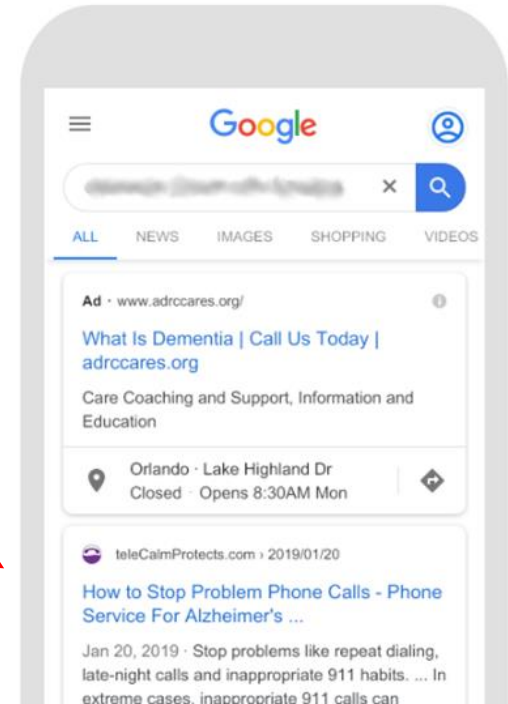 Google
ALL NEWS IMAGES SHOPPING VIDEOS
Ad · www.adrccares.org/
What Is Dementia | Call Us Today |
adrccares.org
Care Coaching and Support, Information and
Education
Orlando · Lake Highland Dr
Closed · Opens 8:30AM Mon
teleCalmProtects.com › 2019/01/20
How to Stop Problem Phone Calls - Phone
Service For Alzheimer's ...
Jan 20, 2019 · Stop problems like repeat dialing,
late-night calls and inappropriate 911 habits. ... In
extreme cases, inappropriate 911 calls can